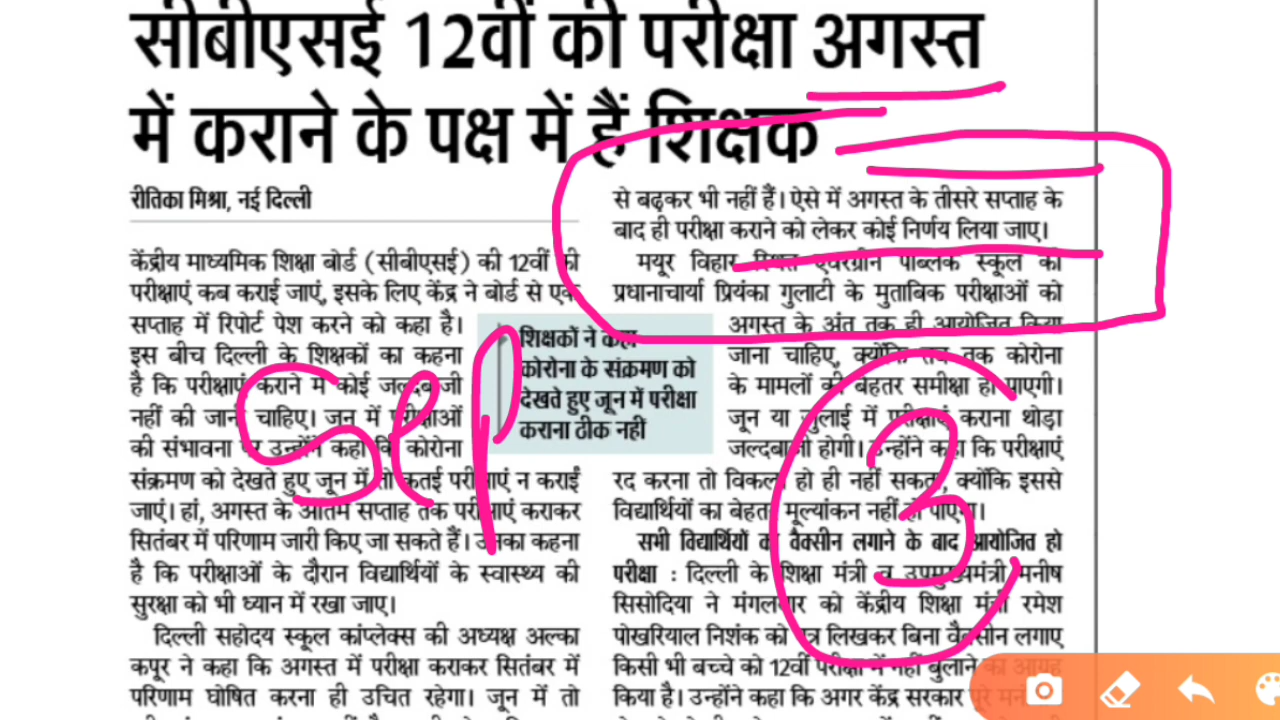 सीबीएसई 12वीं की परीक्षा अगस्त
में कराने के पक्ष में हैं शिक्षक
रीतिका मिश्रा, नई दिल्ली
केंद्रीय माध्यमिक शिक्षा बोर्ड (सीबीएसई) की 12वीं की
परीक्षाएं कब कराई जाएं, इसके लिए केंद्र ने बोर्ड से एक
सप्ताह में रिपोर्ट पेश करने को कहा है।
इस बीच दिल्ली के शिक्षकों का कहना
है कि परीक्षाएं कराने में कोई जल्दबाजी
नहीं की जानी चाहिए। जून में परीक्षाओं
की संभावना पर उन्होंने कहा कि कोरोना
संक्रमण को देखते हुए जून में तो कतई परीक्षाएं न कराई
जाएं। हां, अगस्त के अंतिम सप्ताह तक परीक्षाएं कराकर
सितंबर में परिणाम जारी किए जा सकते हैं। उनका कहना
है कि परीक्षाओं के दौरान विद्यार्थियों के स्वास्थ्य की
सुरक्षा को भी ध्यान में रखा जाए।
दिल्ली सहोदय स्कूल कांप्लेक्स की अध्यक्ष अल्का
कपूर ने कहा कि अगस्त में परीक्षा कराकर सितंबर में
परिणाम घोषित करना ही उचित रहेगा। जून में तो
शिक्षकों ने कहा
कोरोना के संक्रमण को
देखते हुए जून में परीक्षा
कराना ठीक नहीं
से बढ़कर भी नहीं हैं। ऐसे में अगस्त के तीसरे सप्ताह के
बाद ही परीक्षा कराने को लेकर कोई निर्णय लिया जाए।
मयूर विहार स्थित एवरग्रीन पब्लिक स्कूल की
प्रधानाचार्या प्रियंका गुलाटी के मुताबिक परीक्षाओं को
अगस्त के अंत तक ही आयोजित किया
जाना चाहिए, क्योंकि तब तक कोरोना
के मामलों की बेहतर समीक्षा हो पाएगी।
जून या जुलाई में परीक्षाएं कराना थोड़ा
जल्दबाजी होगी। उन्होंने कहा कि परीक्षाएं
रद करना तो विकल्प हो ही नहीं सकता, क्योंकि इससे
विद्यार्थियों का बेहतर मूल्यांकन नहीं हो पाएगा।
सभी विद्यार्थियों को वैक्सीन लगाने के बाद आयोजित हो
परीक्षा : दिल्ली के शिक्षा मंत्री व उपमुख्यमंत्री मनीष
सिसोदिया ने मंगलवार को केंद्रीय शिक्षा मंत्री रमेश
पोखरियाल निशंक को पत्र लिखकर बिना वैक्सीन लगाए
किसी भी बच्चे को 12वीं परीक्षा में नहीं बुलाने का आग्रह
किया है। उन्होंने कहा कि अगर केंद्र सरकार पूरे
Sep
3